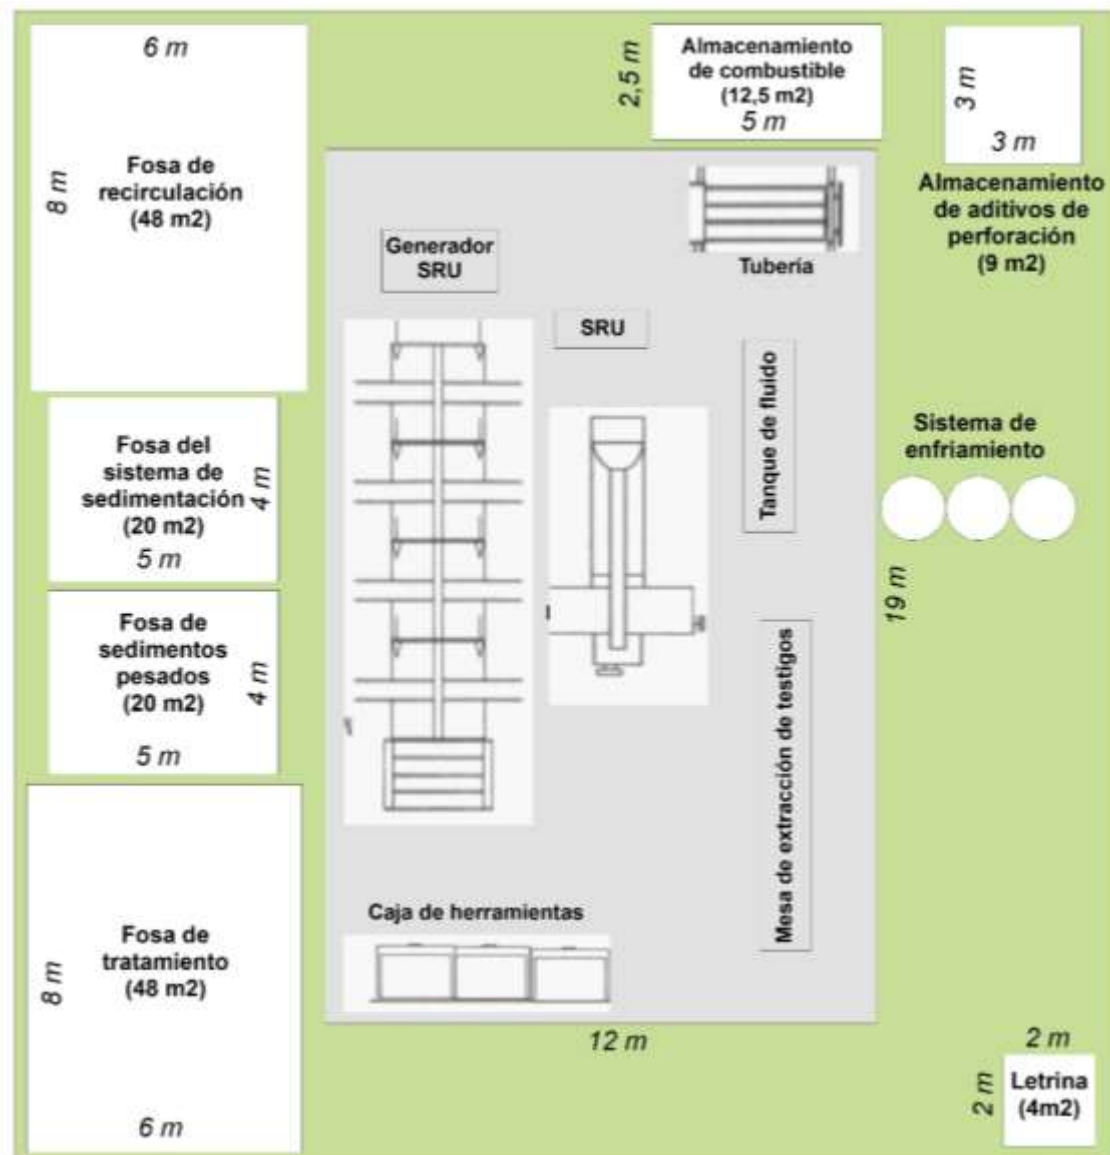 6 m
8 m
Fosa de
recirculación
(48 m2)
2,5 m
Almacenamiento
de combustible
(12,5 m2)
5 m
3 m
3 m
Almacenamiento
de aditivos de
perforación
(9 m2)
Generador
SRU
Tubería
SRU
Tanque de fluido
Fosa del
sistema de
sedimentación
(20 m2)
4 m
5 m
Sistema de
enfriamiento
19 m
Fosa de
sedimentos
pesados
(20 m2)
4 m
5 m
Mesa de extracción de testigos
Caja de herramientas
Fosa de
tratamiento
(48 m2)
8 m
6 m
12 m
2 m
2 m
Letrina
(4m2)